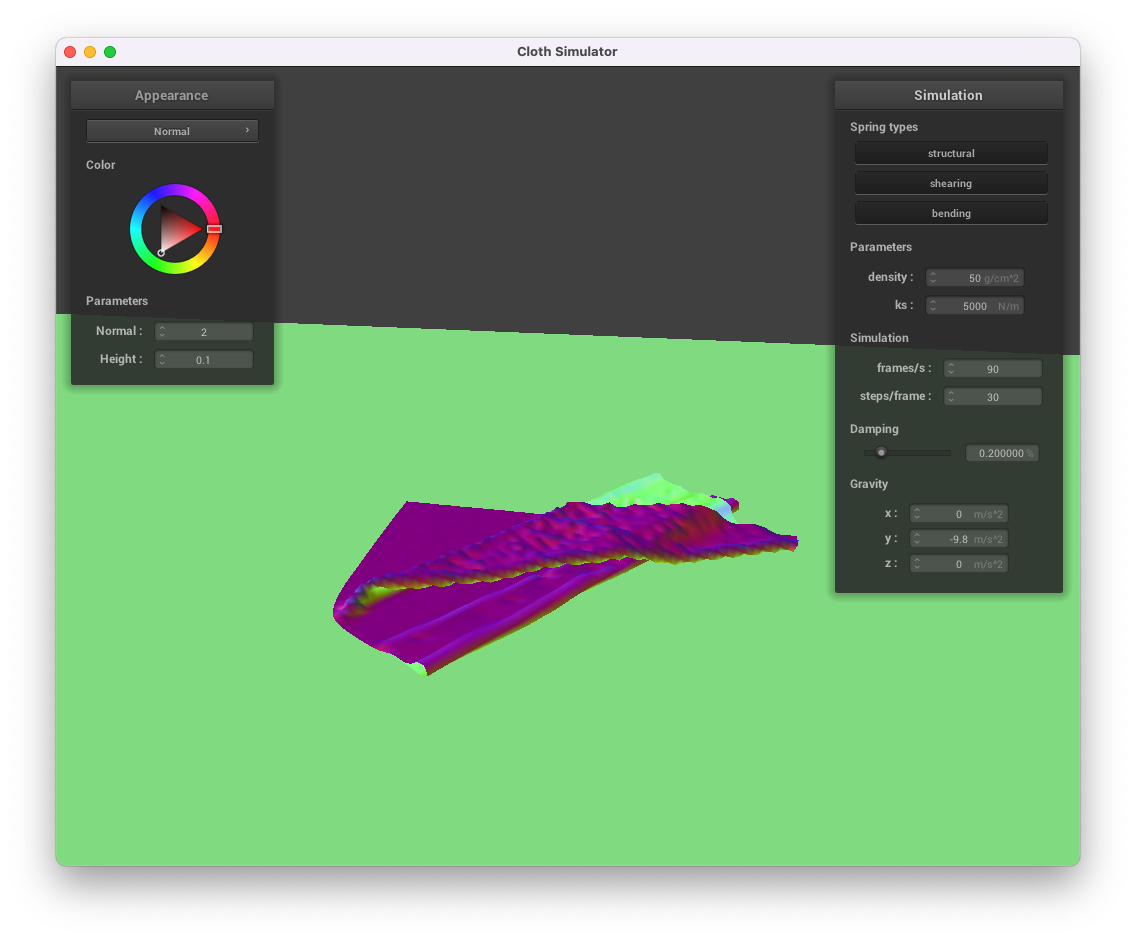 Cloth Simulator
Appearance
Normal ›
Color
Parameters
Normal : 2
Height : 0.1
Simulation
Spring types
structural
shearing
bending
Parameters
density : 50 g/cm^2
ks : 5000 N/m
Simulation
frames/s : 90
steps/frame : 30
Damping
0.200000 %
Gravity
x : 0 m/s^2
y : -9.8 m/s^2
z : 0 m/s^2